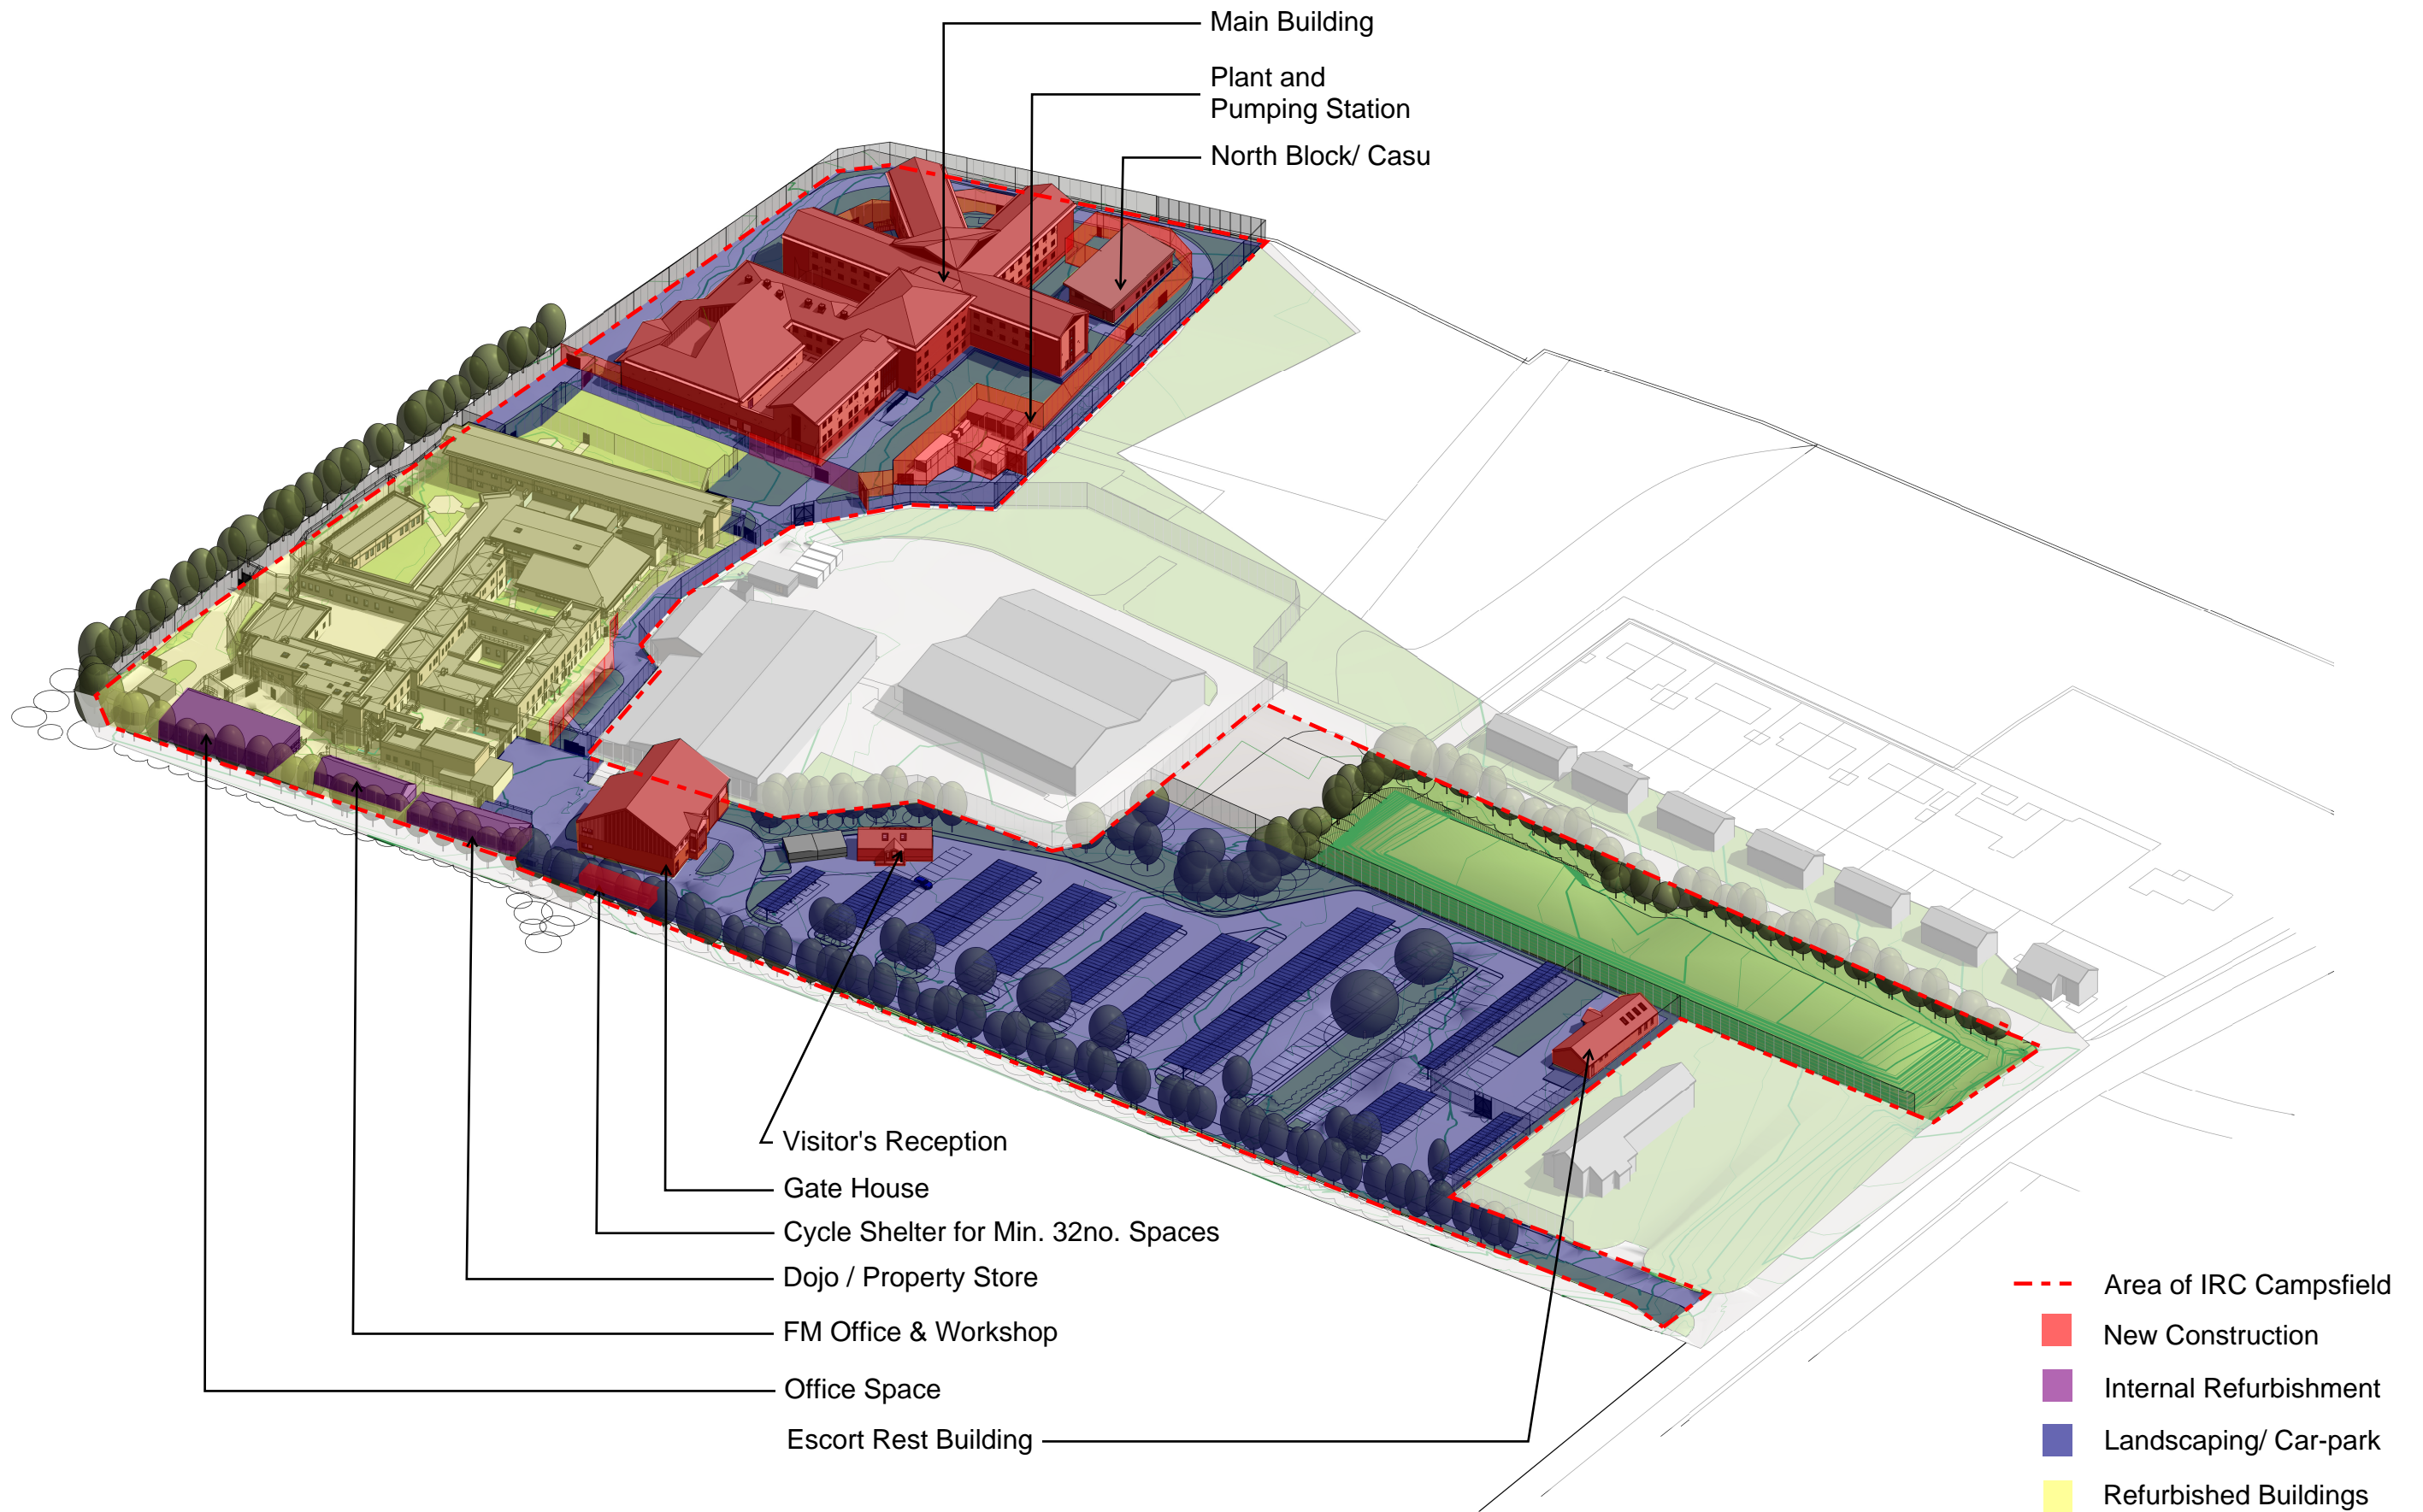 Main Building
Plant and
Pumping Station
North Block/ Casu
Visitor's Reception
Gate House
Cycle Shelter for Min. 32no. Spaces
Dojo / Property Store
FM Office & Workshop
Office Space
Escort Rest Building
Area of IRC Campsfield
New Construction
Internal Refurbishment
Landscaping/ Car-park
Refurbished Buildings